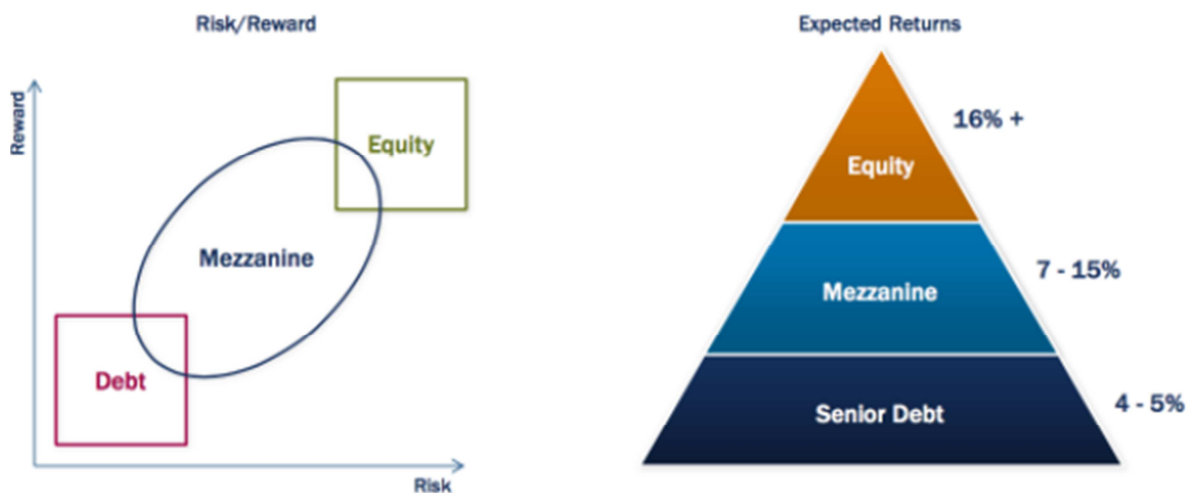 Risk/Reward
Reward
Equity
Mezzanine
Debt
Risk
Expected Returns
16% +
Equity
7 - 15%
Mezzanine
4 - 5%
Senior Debt